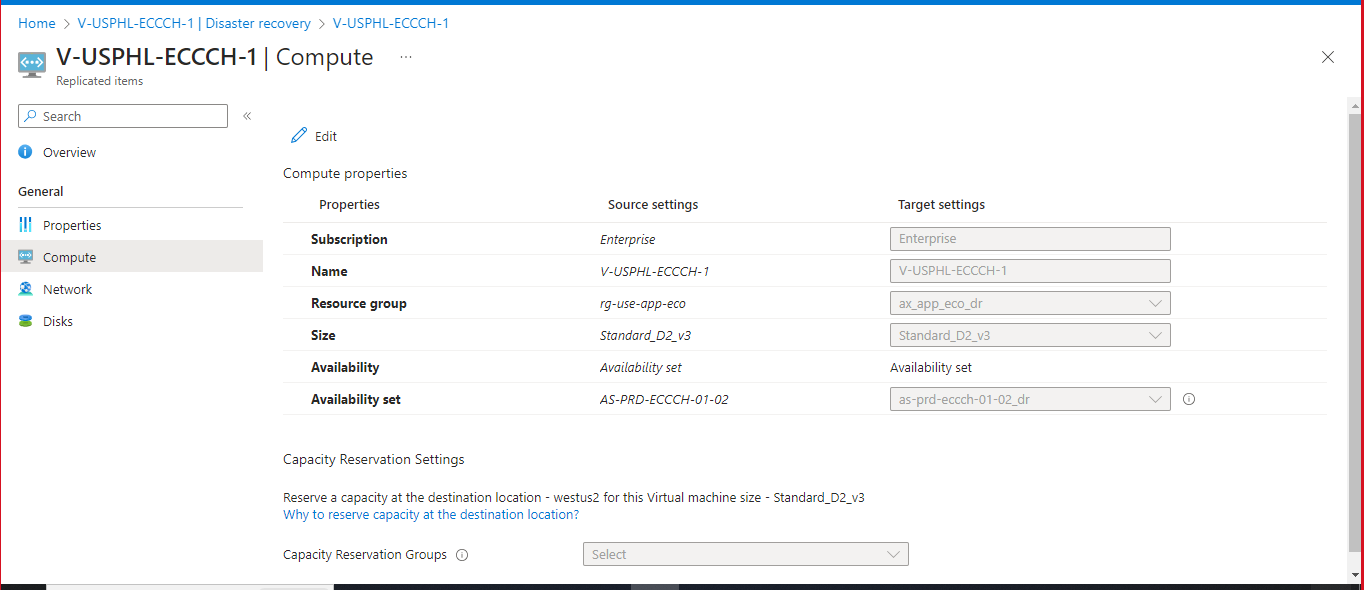 Home > V-USPHL-ECCCH-1 | Disaster recovery > V-USPHL-ECCCH-1
V-USPHL-ECCCH-1 | Compute ...
Replicated items
Search «
Overview
General
Properties
Compute
Network
Disks
Edit
Compute properties
Properties Source settings Target settings
Subscription Enterprise Enterprise
Name V-USPHL-ECCCH-1 V-USPHL-ECCCH-1
Resource group rg-use-app-eco ax_app_eco_dr
Size Standard_D2_v3 Standard_D2_v3
Availability Availability set Availability set
Availability set AS-PRD-ECCCH-01-02 as-prd-eccch-01-02_dr
Capacity Reservation Settings
Reserve a capacity at the destination location - westus2 for this Virtual machine size - Standard_D2_v3
Why to reserve capacity at the destination location?
Capacity Reservation Groups Select